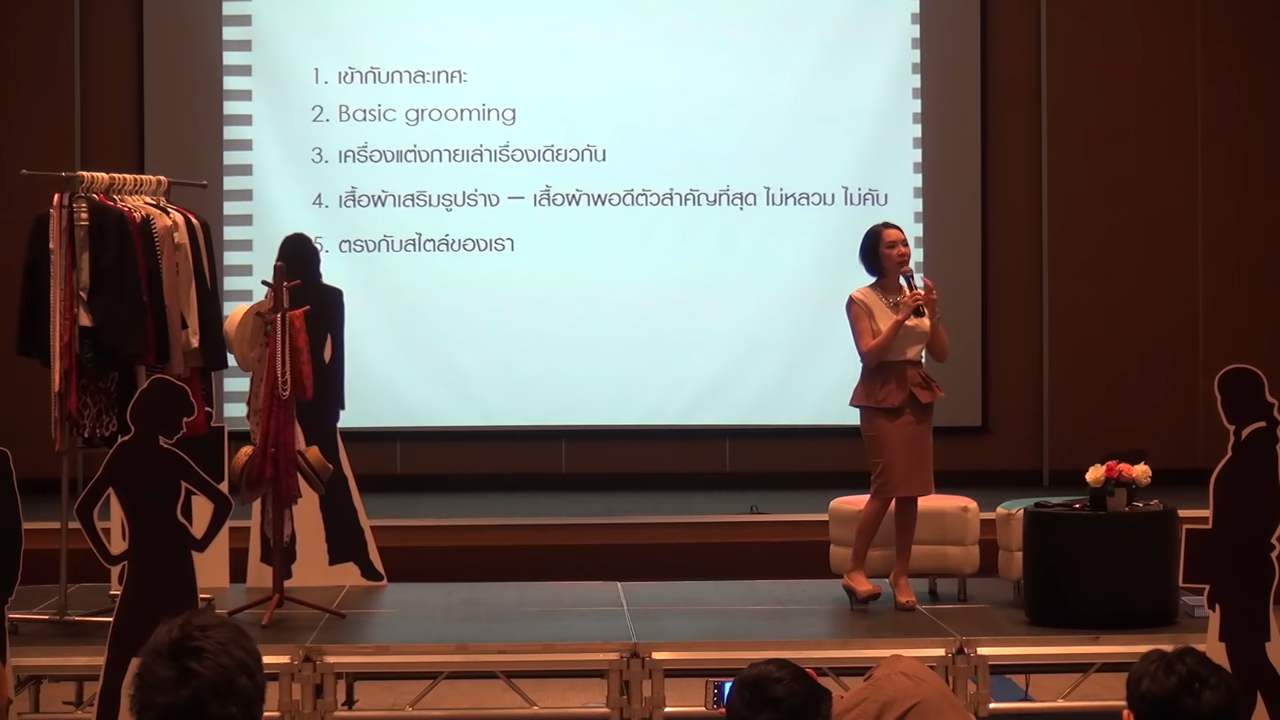 1. เข้ากับกาละเทศะ
2. Basic grooming
3. เครื่องแต่งกายเล่าเรื่องเดียวกัน
4. เสื้อผ้าเสริมรูปร่าง – เสื้อผ้าพอดีตัวสำคัญที่สุด ไม่หลวม ไม่คับ
5. ตรงกับสไตล์ของเรา